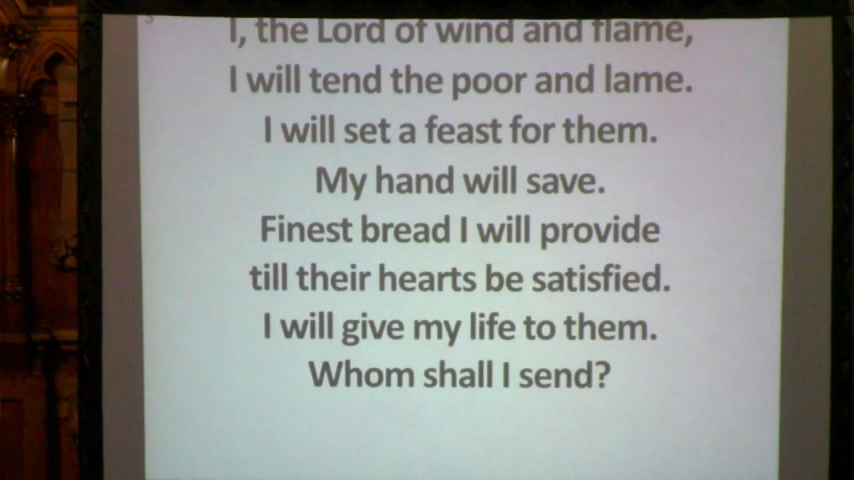 I, the Lord of wind and flame,
I will tend the poor and lame.
I will set a feast for them.
My hand will save.
Finest bread I will provide
till their hearts be satisfied.
I will give my life to them.
Whom shall I send?